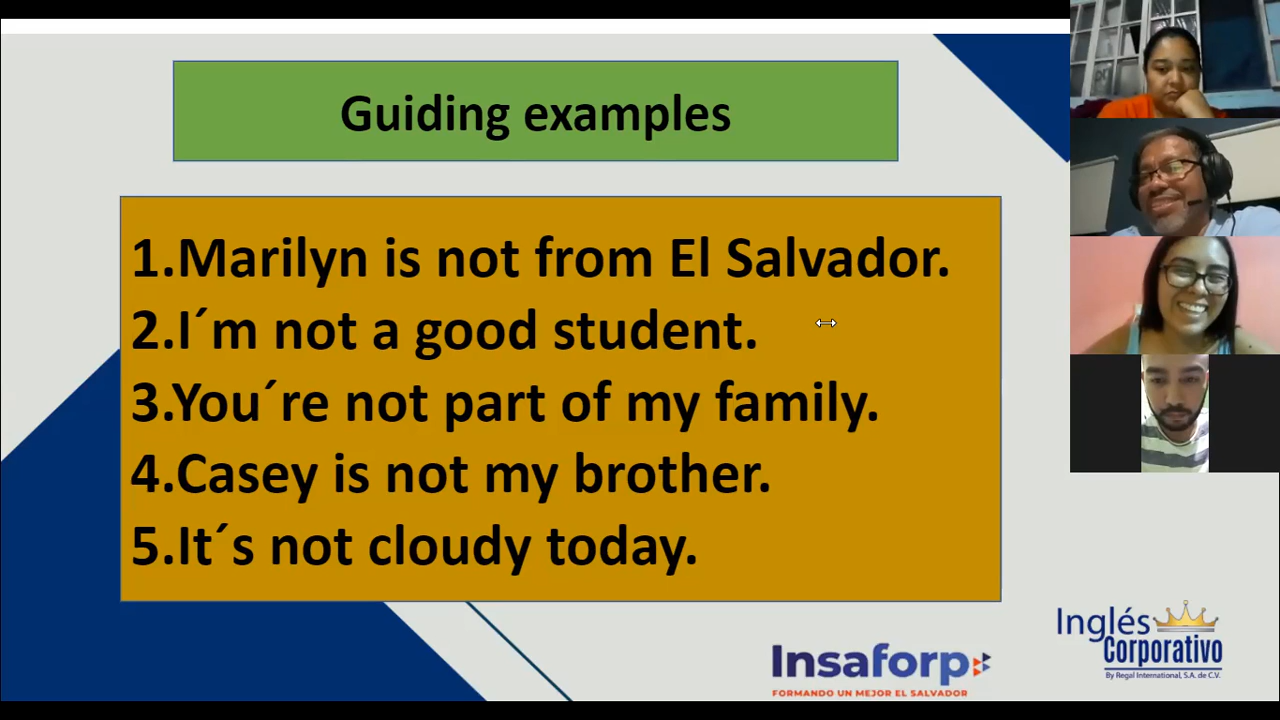 Guiding examples
1.Marilyn is not from El Salvador.
2.I´m not a good student.
3.You´re not part of my family.
4.Casey is not my brother.
5.It´s not cloudy today.
Insaforp
FORMANDO UN MEJOR EL SALVADOR
Inglés
Corporativo
By Regal International, S.A. de C.V.